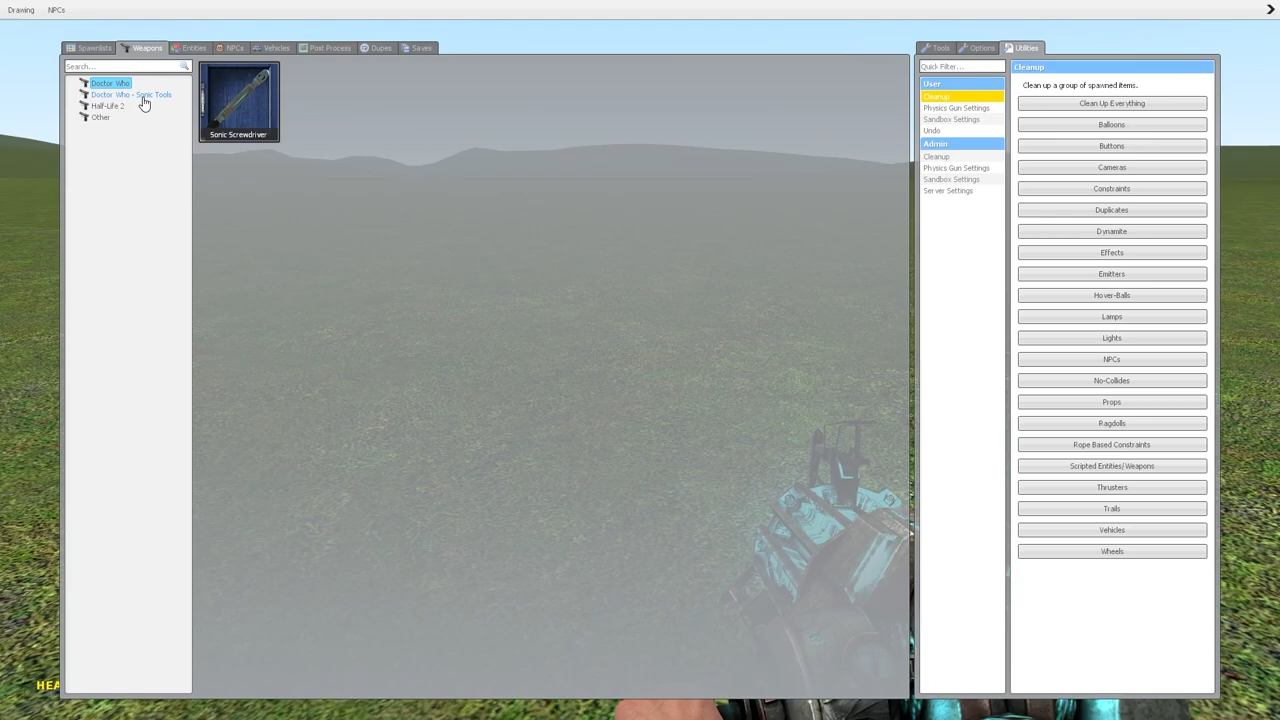 Drawing NPCs
Spawnlists Weapons Entities NPCs Vehicles Post Process Dupes Saves
Search...
Doctor Who
Doctor Who - Sonic Tools
Half-Life 2
Other
Sonic Screwdriver
Tools Options Utilities
Quick Filter...
User
Cleanup
Physics Gun Settings
Sandbox Settings
Undo
Admin
Cleanup
Physics Gun Settings
Sandbox Settings
Server Settings
Cleanup
Clean up a group of spawned items.
Clean Up Everything
Balloons
Buttons
Cameras
Constraints
Duplicates
Dynamite
Effects
Emitters
Hover-Balls
Lamps
Lights
NPCs
No-Collides
Props
Ragdolls
Rope Based Constraints
Scripted Entities/Weapons
Thrusters
Trails
Vehicles
Wheels
HEA